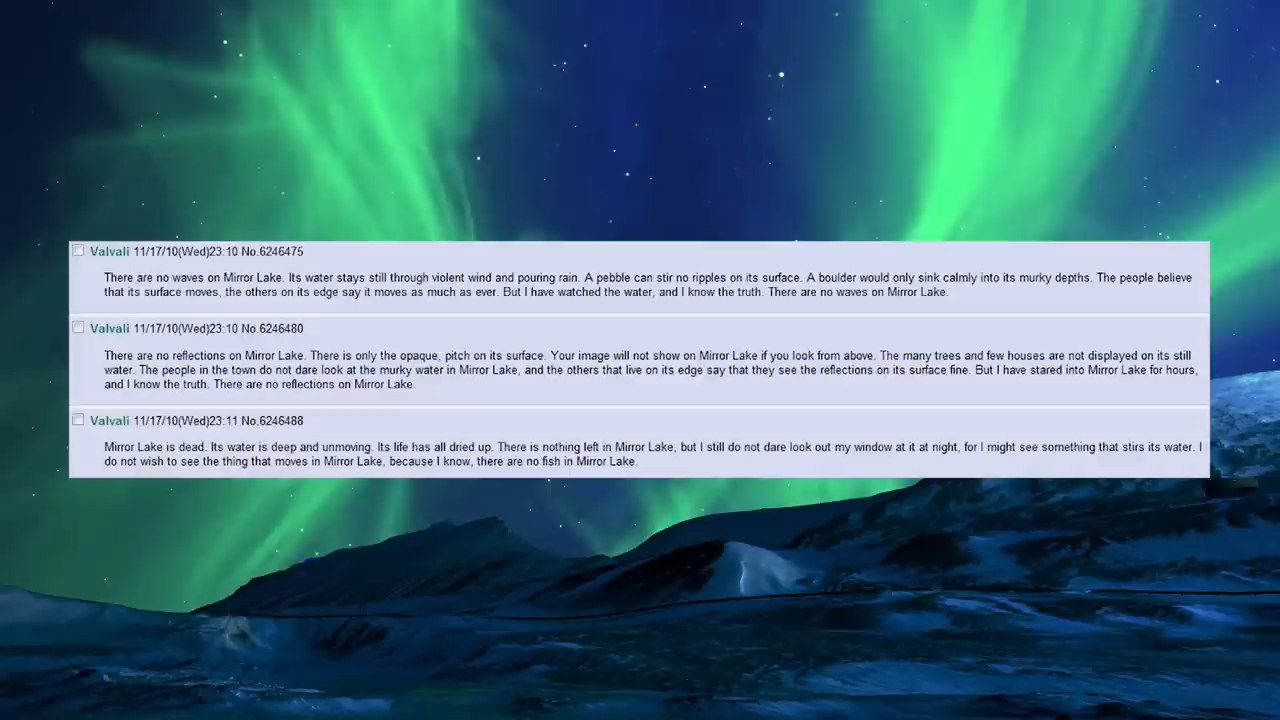 Valvali 11/17/10(Wed)23:10 No.6246475
There are no waves on Mirror Lake. Its water stays still through violent wind and pouring rain. A pebble can stir no ripples on its surface. A boulder would only sink calmly into its murky depths. The people believe
that its surface moves, the others on its edge say it moves as much as ever. But I have watched the water, and I know the truth. There are no waves on Mirror Lake.
Valvali 11/17/10(Wed)23:10 No.6246480
There are no reflections on Mirror Lake. There is only the opaque, pitch on its surface. Your image will not show on Mirror Lake if you look from above. The many trees and few houses are not displayed on its still
water. The people in the town do not dare look at the murky water in Mirror Lake, and the others that live on its edge say that they see the reflections on its surface fine. But I have stared into Mirror Lake for hours,
and I know the truth. There are no reflections on Mirror Lake.
Valvali 11/17/10(Wed)23:11 No.6246488
Mirror Lake is dead. Its water is deep and unmoving. Its life has all dried up. There is nothing left in Mirror Lake, but I still do not dare look out my window at it at night, for I might see something that stirs its water. I
do not wish to see the thing that moves in Mirror Lake, because I know, there are no fish in Mirror Lake.